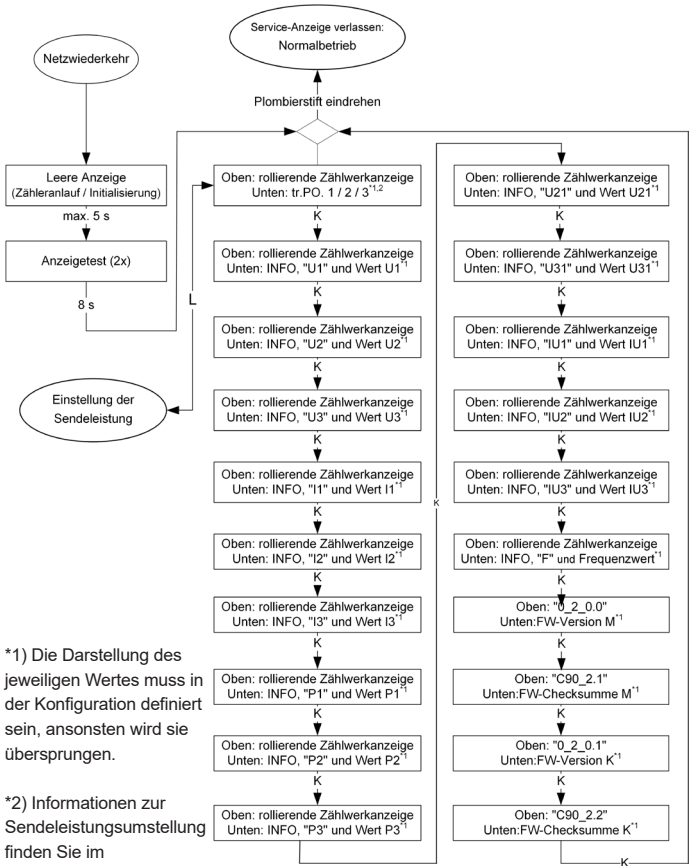 Service-Anzeige verlassen:
Normalbetrieb
Netzwiederkehr
Plombierstift eindrehen
Leere Anzeige
(Zähleranlauf / Initialisierung)
max. 5 s
Anzeigetest (2x)
8 s
L
Einstellung der
Sendeleistung
Oben: rollierende Zählwerkanzeige
Unten: tr.PO. 1 / 2 / 3*1,2
K
Oben: rollierende Zählwerkanzeige
Unten: INFO, "U1" und Wert U1*1
K
Oben: rollierende Zählwerkanzeige
Unten: INFO, "U2" und Wert U2*1
K
Oben: rollierende Zählwerkanzeige
Unten: INFO, "U3" und Wert U3*1
K
Oben: rollierende Zählwerkanzeige
Unten: INFO, "I1" und Wert I1*1
K
Oben: rollierende Zählwerkanzeige
Unten: INFO, "I2" und Wert I2*1
K
Oben: rollierende Zählwerkanzeige
Unten: INFO, "I3" und Wert I3*1
K
Oben: rollierende Zählwerkanzeige
Unten: INFO, "P1" und Wert P1*1
K
Oben: rollierende Zählwerkanzeige
Unten: INFO, "P2" und Wert P2*1
K
Oben: rollierende Zählwerkanzeige
Unten: INFO, "P3" und Wert P3*1
K
Oben: rollierende Zählwerkanzeige
Unten: INFO, "U21" und Wert U21*1
K
Oben: rollierende Zählwerkanzeige
Unten: INFO, "U31" und Wert U31*1
K
Oben: rollierende Zählwerkanzeige
Unten: INFO, "IU1" und Wert IU1*1
K
Oben: rollierende Zählwerkanzeige
Unten: INFO, "IU2" und Wert IU2*1
K
Oben: rollierende Zählwerkanzeige
Unten: INFO, "IU3" und Wert IU3*1
K
Oben: rollierende Zählwerkanzeige
Unten: INFO, "F" und Frequenzwert*1
K
Oben: "0_2_0.0"
Unten:FW-Version M*1
K
Oben: "C90_2.1"
Unten:FW-Checksumme M*1
K
Oben: "0_2_0.1"
Unten:FW-Version K*1
K
Oben: "C90_2.2"
Unten:FW-Checksumme K*1
K
*1) Die Darstellung des
jeweiligen Wertes muss in
der Konfiguration definiert
sein, ansonsten wird sie
übersprungen.
*2) Informationen zur
Sendeleistungsumstellung
finden Sie im